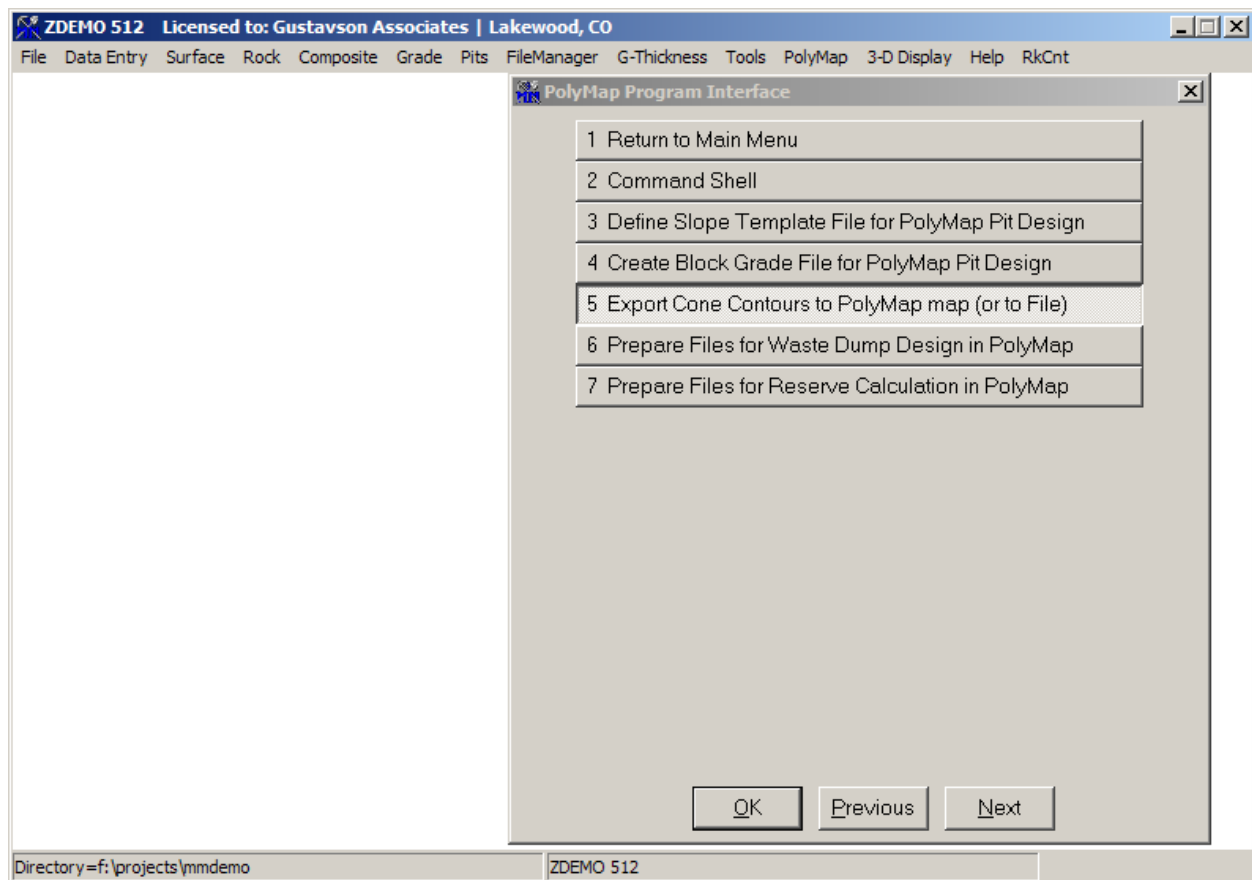 ZDEMO 512 Licensed to: Gustavson Associates | Lakewood, CO
File Data Entry Surface Rock Composite Grade Pits FileManager G-Thickness Tools PolyMap 3-D Display Help RkCnt
PolyMap Program Interface
1 Return to Main Menu
2 Command Shell
3 Define Slope Template File for PolyMap Pit Design
4 Create Block Grade File for PolyMap Pit Design
5 Export Cone Contours to PolyMap map (or to File)
6 Prepare Files for Waste Dump Design in PolyMap
7 Prepare Files for Reserve Calculation in PolyMap
OK Previous Next
Directory=f:\projects\mmdemo ZDEMO 512